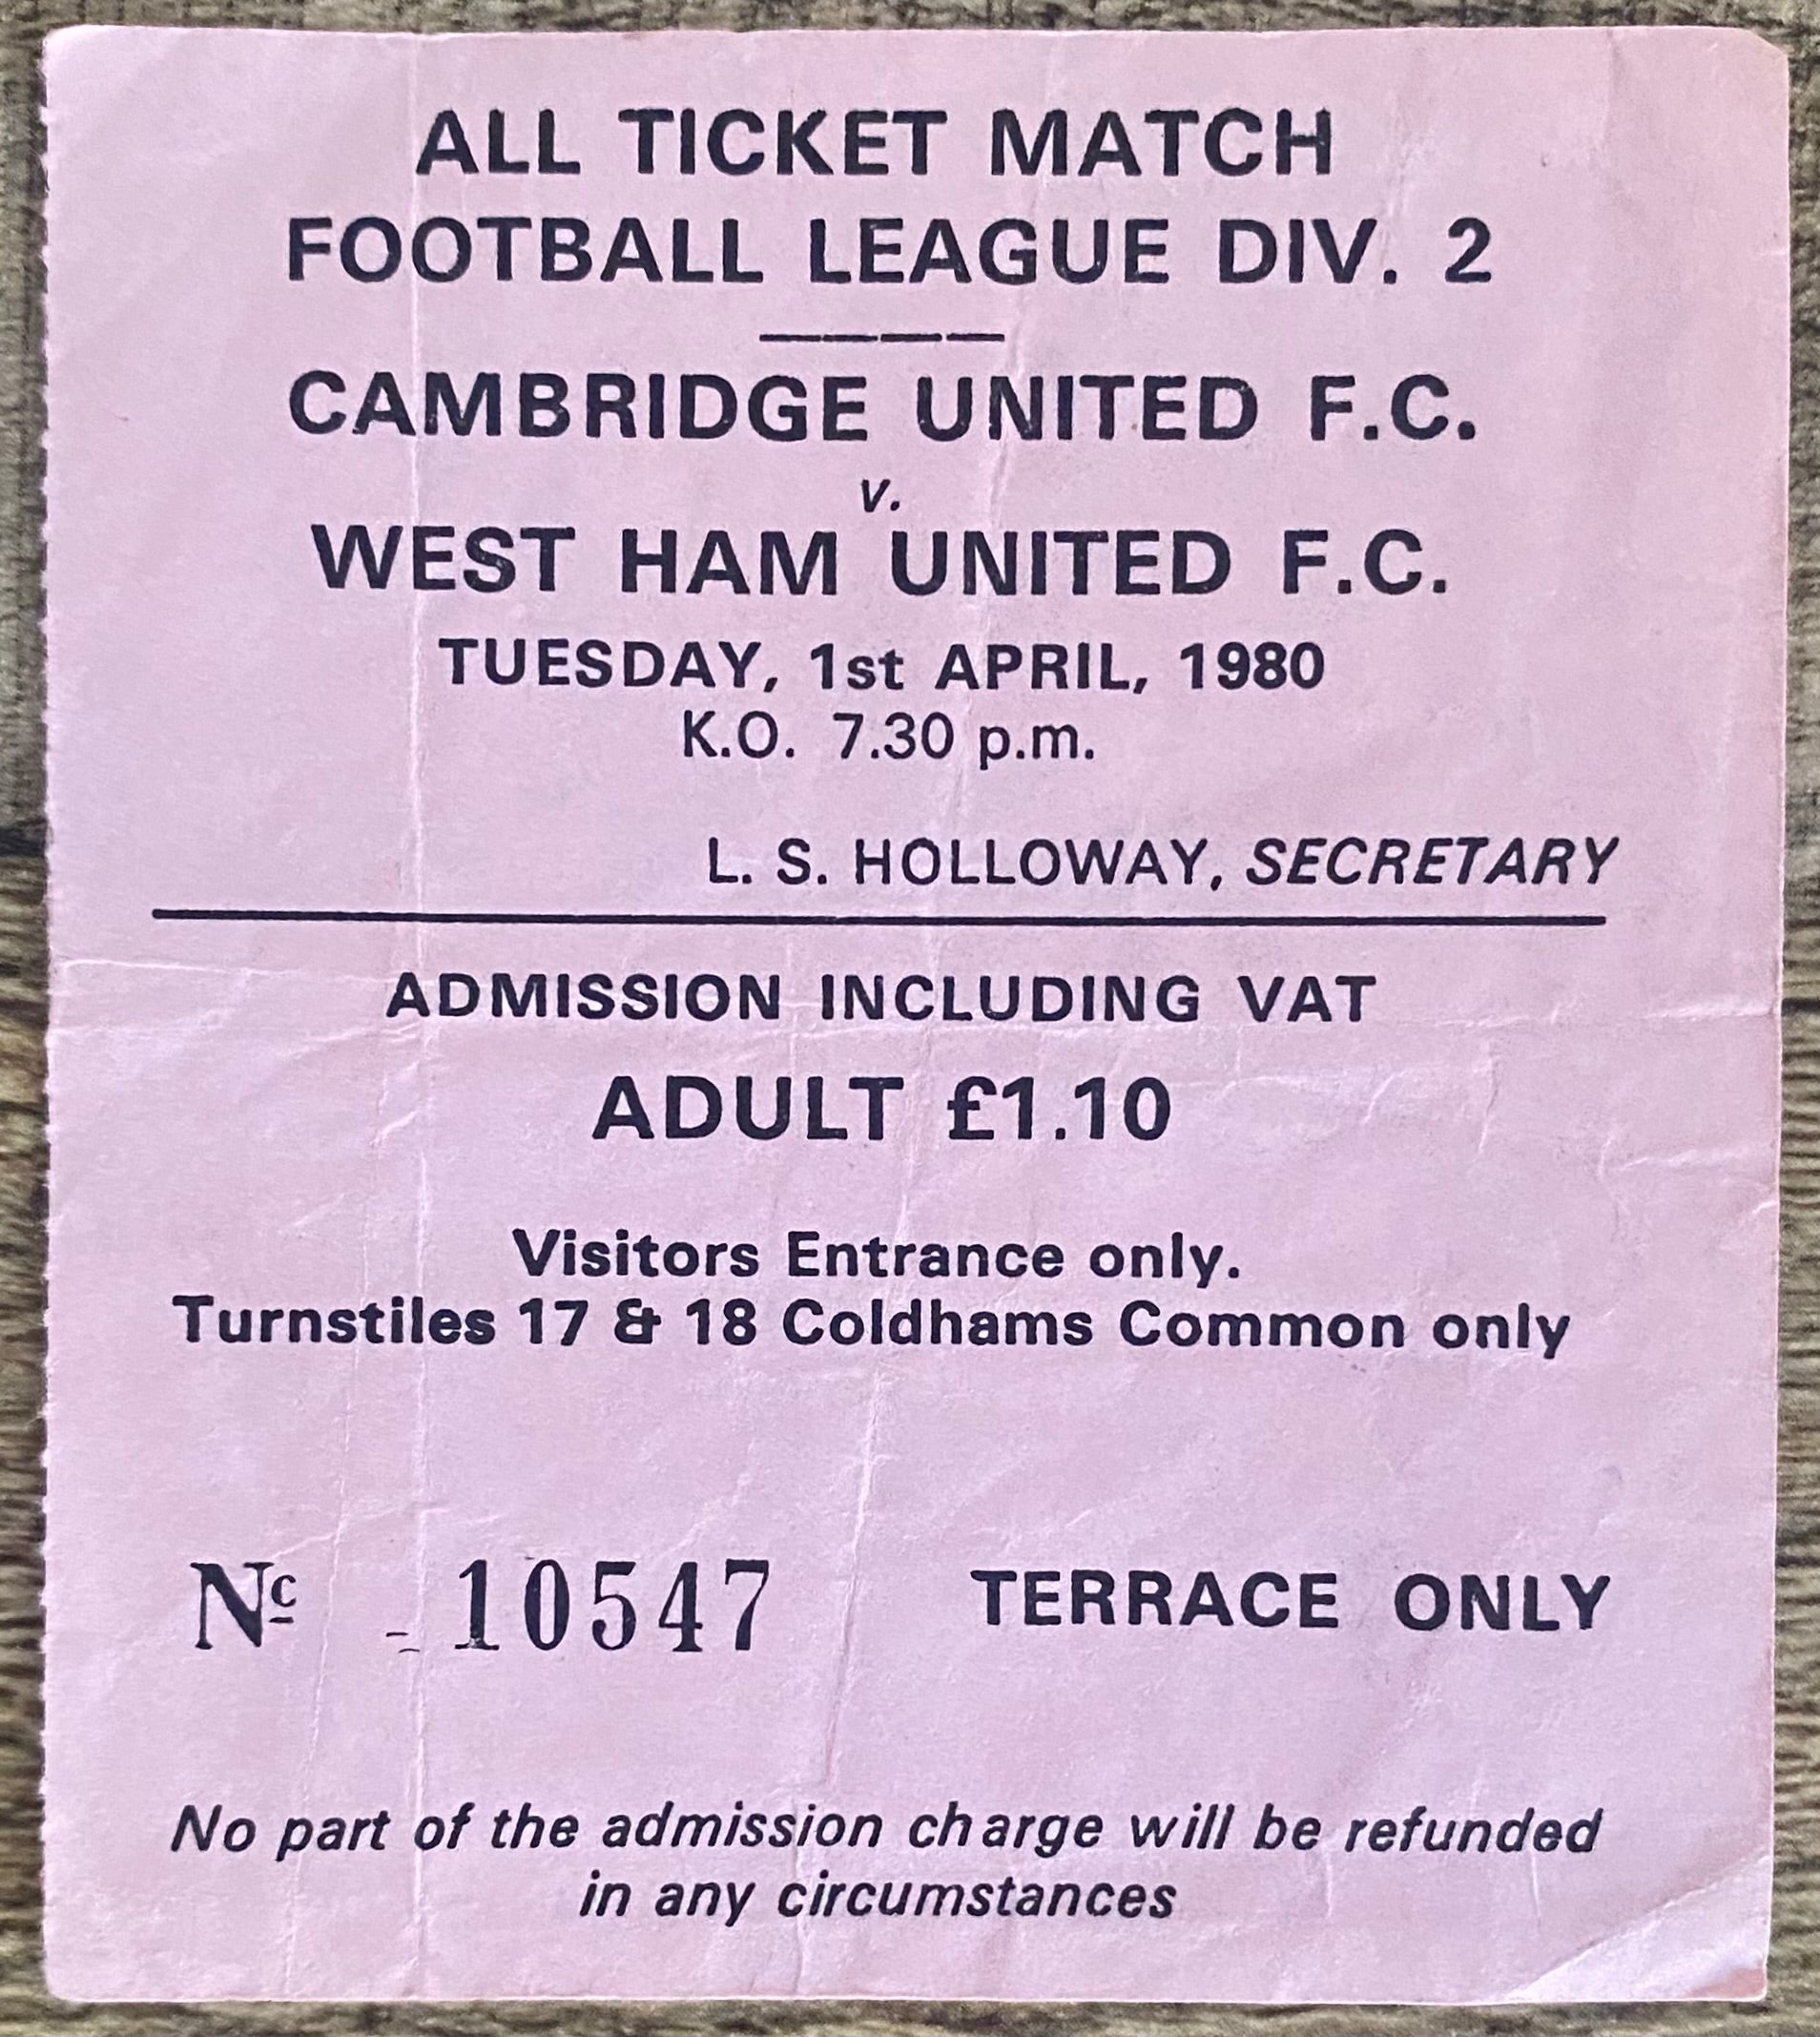 ALL TICKET MATCH
FOOTBALL LEAGUE DIV. 2
CAMBRIDGE UNITED F.C.
v.
WEST HAM UNITED F.C.
TUESDAY, 1st APRIL, 1980
K.O. 7.30 p.m.
L. S. HOLLOWAY, SECRETARY
ADMISSION INCLUDING VAT
ADULT £1.10
Visitors Entrance only.
Turnstiles 17 & 18 Coldhams Common only
Nº 10547 TERRACE ONLY
No part of the admission charge will be refunded
in any circumstances